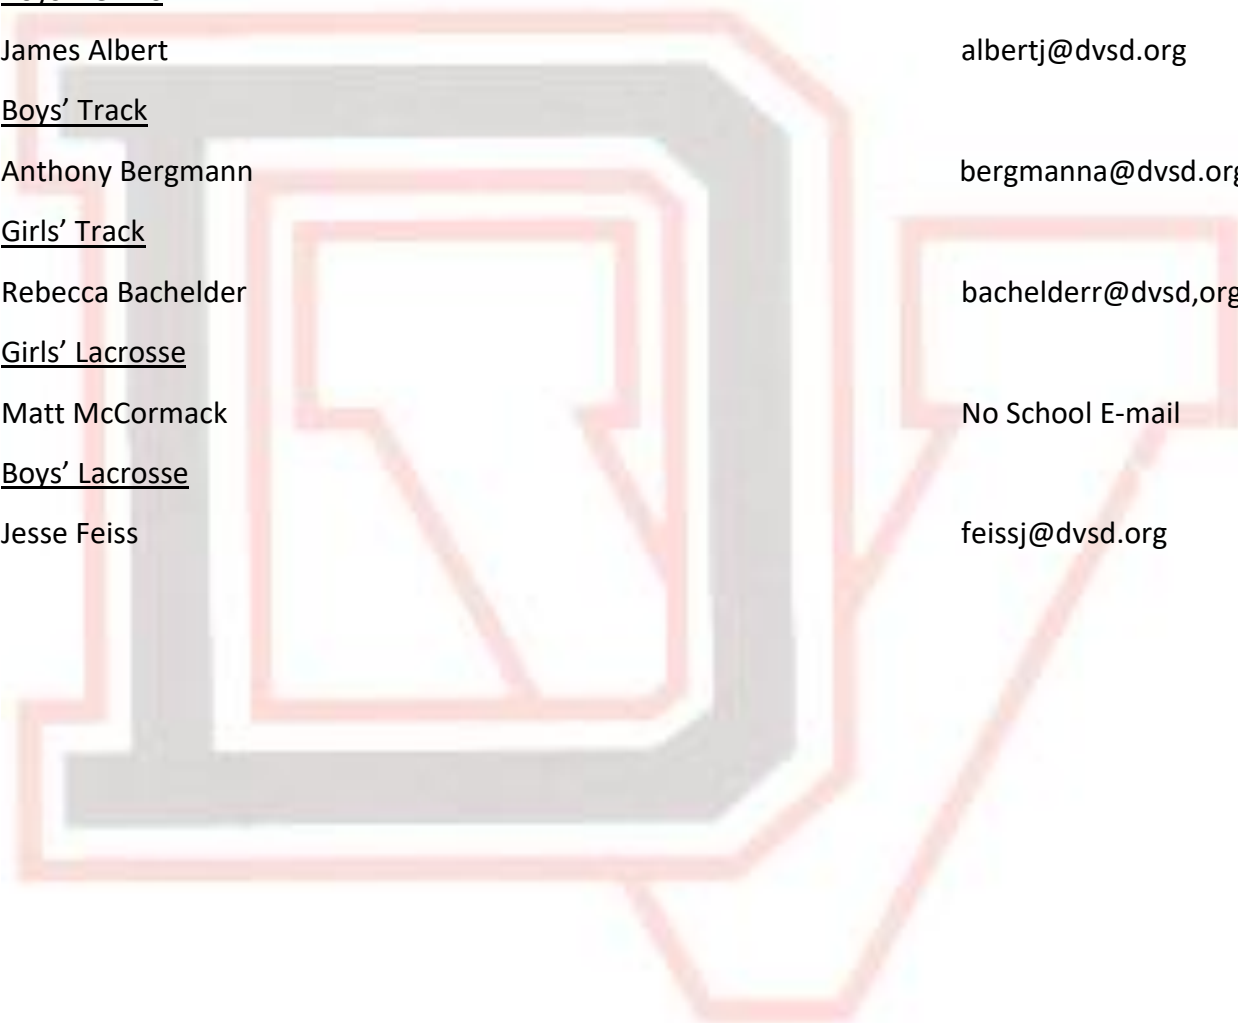 James Albert albertj@dvsd.org
Boys’ Track
Anthony Bergmann bergmanna@dvsd.org
Girls’ Track
Rebecca Bachelder bachelderr@dvsd,org
Girls’ Lacrosse
Matt McCormack No School E-mail
Boys’ Lacrosse
Jesse Feiss feissj@dvsd.org